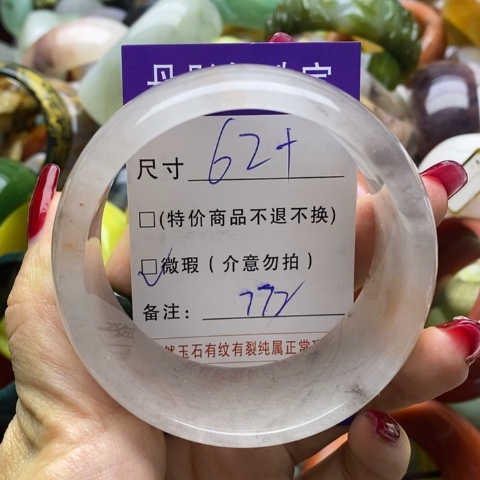 尺寸 62+
□(特价商品不退不换)
□微瑕(介意勿拍)
备注: 772
玉石有纹有裂纯属正常